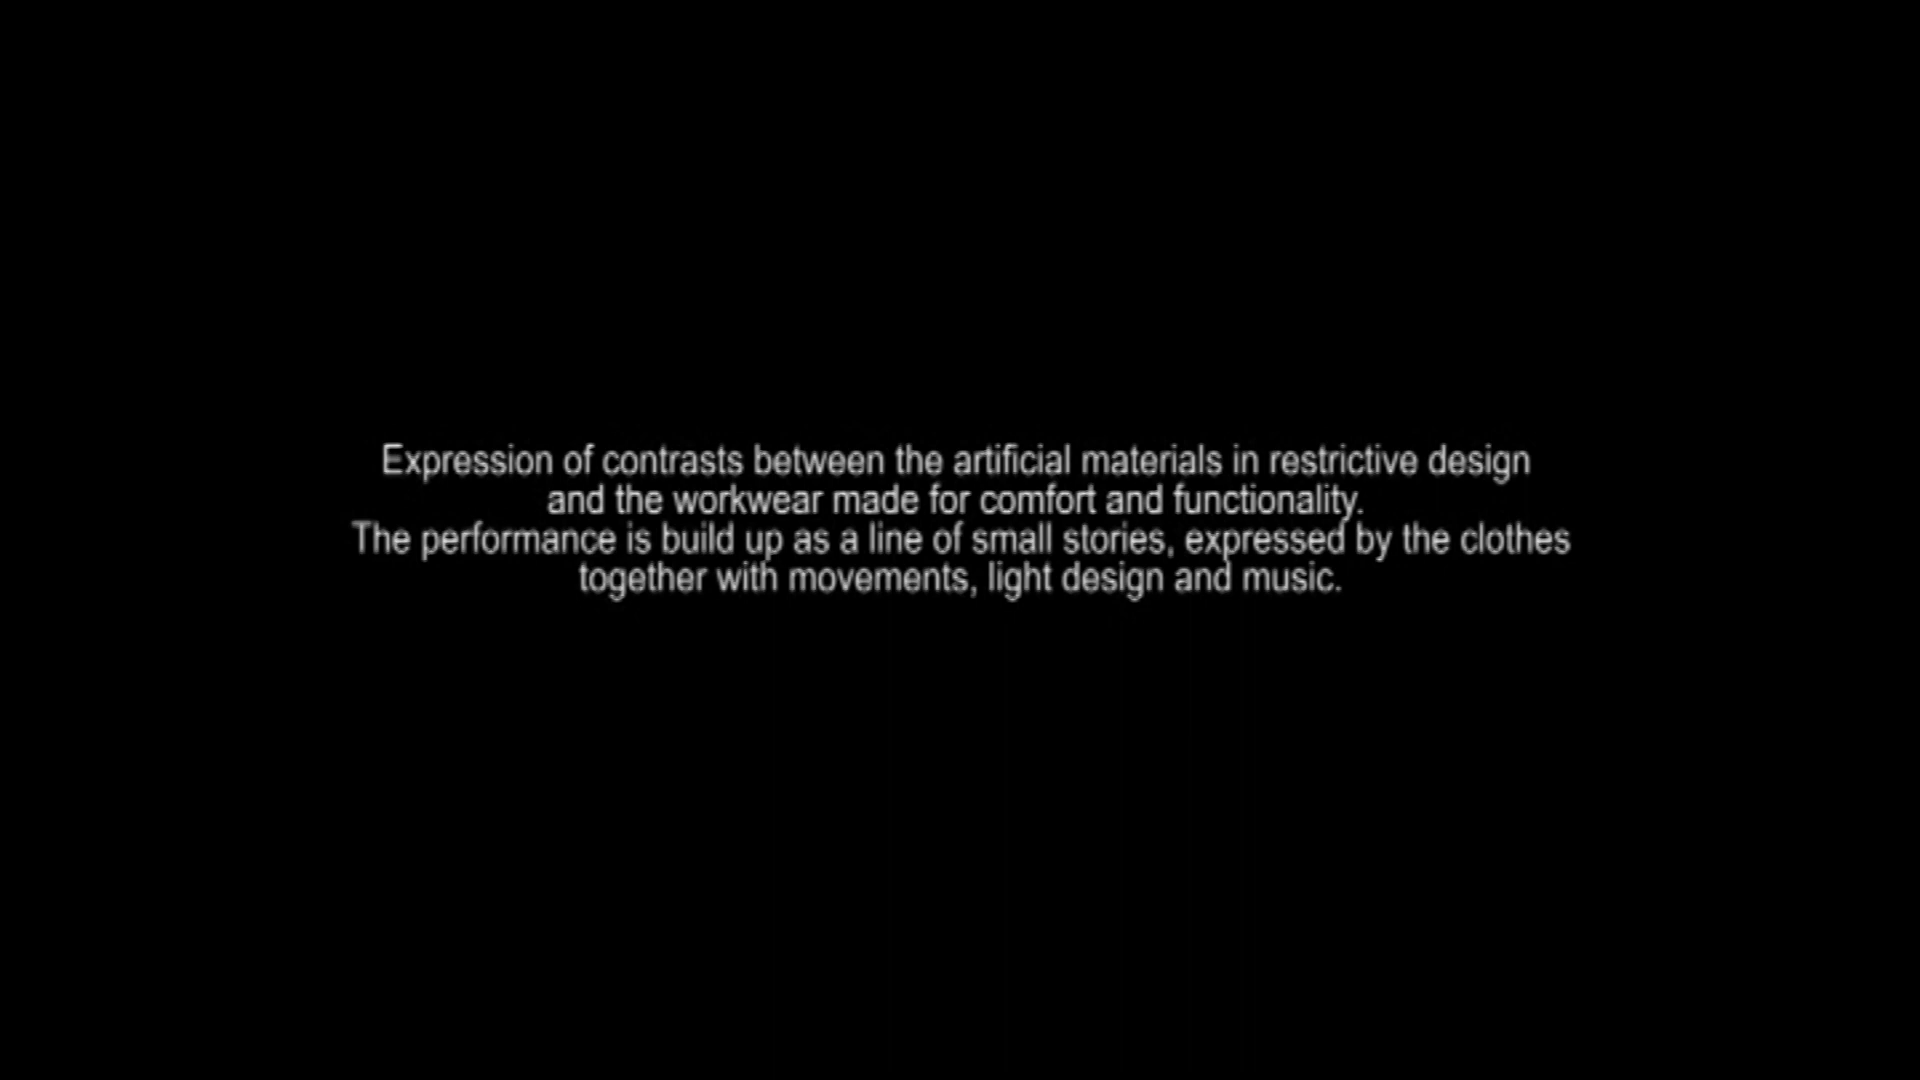 Expression of contrasts between the artificial materials in restrictive design
and the workwear made for comfort and functionality.
The performance is build up as a line of small stories, expressed by the clothes
together with movements, light design and music.